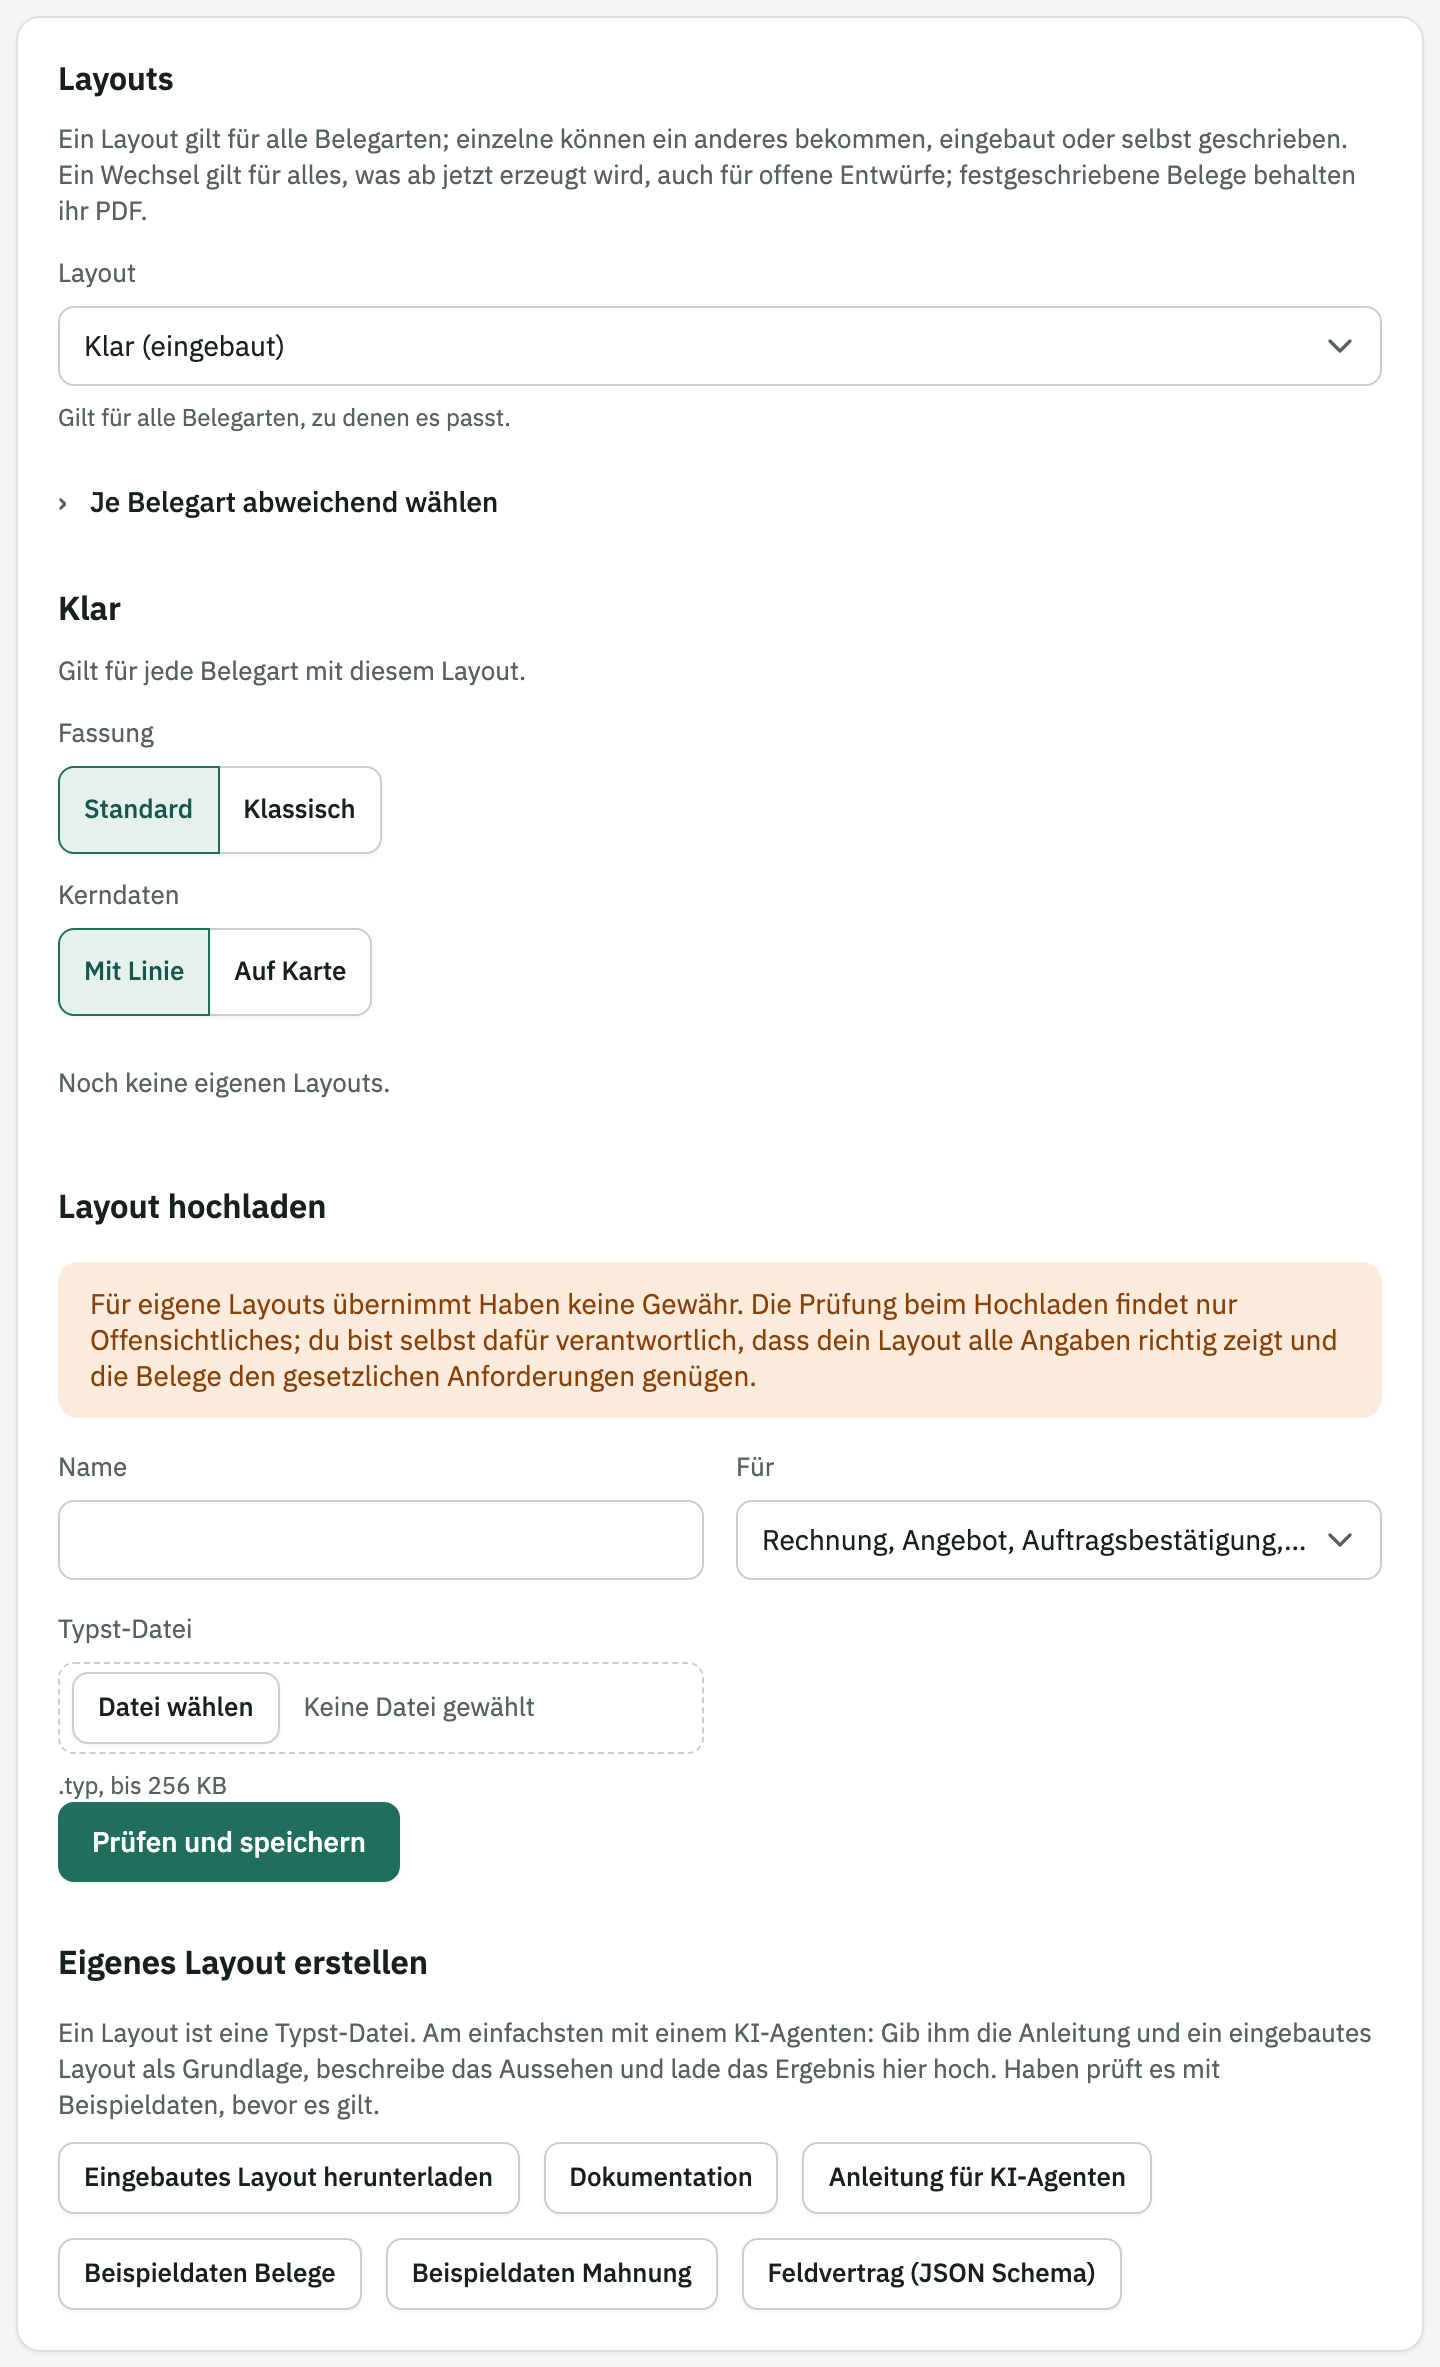 Layouts
Ein Layout gilt für alle Belegarten; einzelne können ein anderes bekommen, eingebaut oder selbst geschrieben.
Ein Wechsel gilt für alles, was ab jetzt erzeugt wird, auch für offene Entwürfe; festgeschriebene Belege behalten
ihr PDF.
Layout
Klar (eingebaut)
Gilt für alle Belegarten, zu denen es passt.
› Je Belegart abweichend wählen
Klar
Gilt für jede Belegart mit diesem Layout.
Fassung
Standard Klassisch
Kerndaten
Mit Linie Auf Karte
Noch keine eigenen Layouts.
Layout hochladen
Für eigene Layouts übernimmt Haben keine Gewähr. Die Prüfung beim Hochladen findet nur
Offensichtliches; du bist selbst dafür verantwortlich, dass dein Layout alle Angaben richtig zeigt und
die Belege den gesetzlichen Anforderungen genügen.
Name Für
Rechnung, Angebot, Auftragsbestätigung,...
Typst-Datei
Datei wählen Keine Datei gewählt
.typ, bis 256 KB
Prüfen und speichern
Eigenes Layout erstellen
Ein Layout ist eine Typst-Datei. Am einfachsten mit einem KI-Agenten: Gib ihm die Anleitung und ein eingebautes
Layout als Grundlage, beschreibe das Aussehen und lade das Ergebnis hier hoch. Haben prüft es mit
Beispieldaten, bevor es gilt.
Eingebautes Layout herunterladen Dokumentation Anleitung für KI-Agenten
Beispieldaten Belege Beispieldaten Mahnung Feldvertrag (JSON Schema)